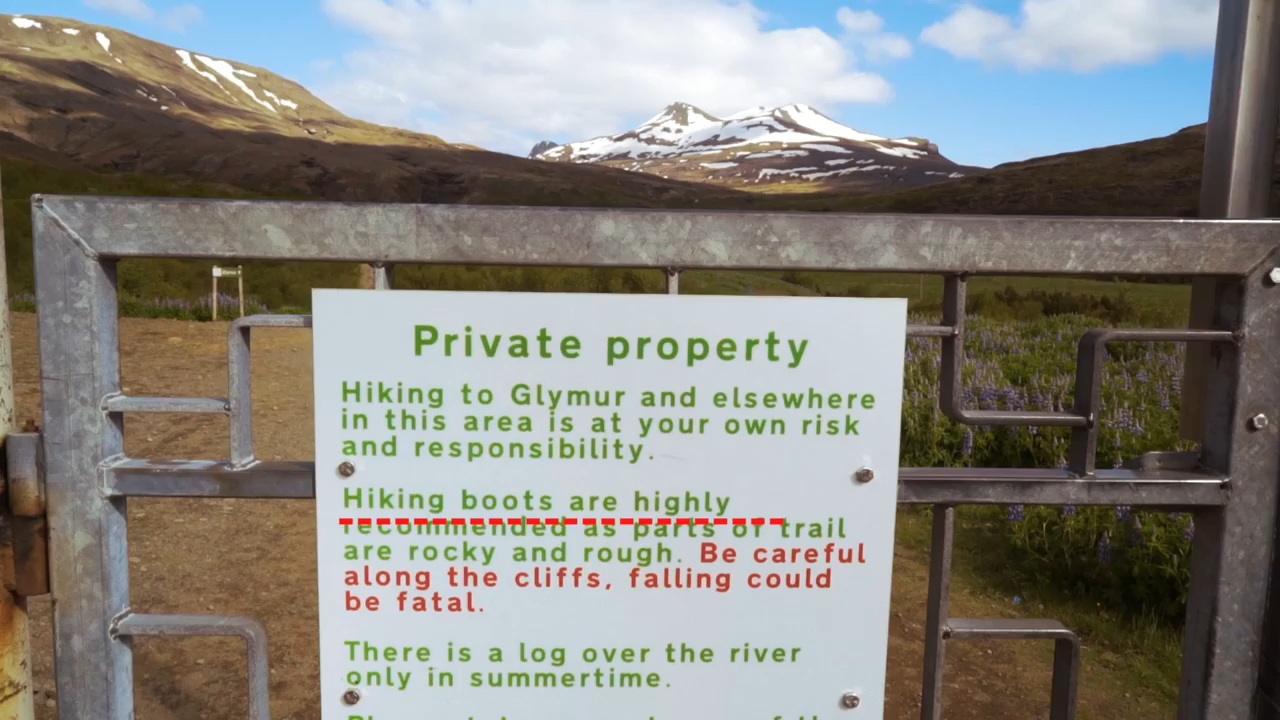 Private property
Hiking to Glymur and elsewhere
in this area is at your own risk
and responsibility.
Hiking boots are highly
recommended as parts of trail
are rocky and rough. Be careful
along the cliffs, falling could
be fatal.
There is a log over the river
only in summertime.